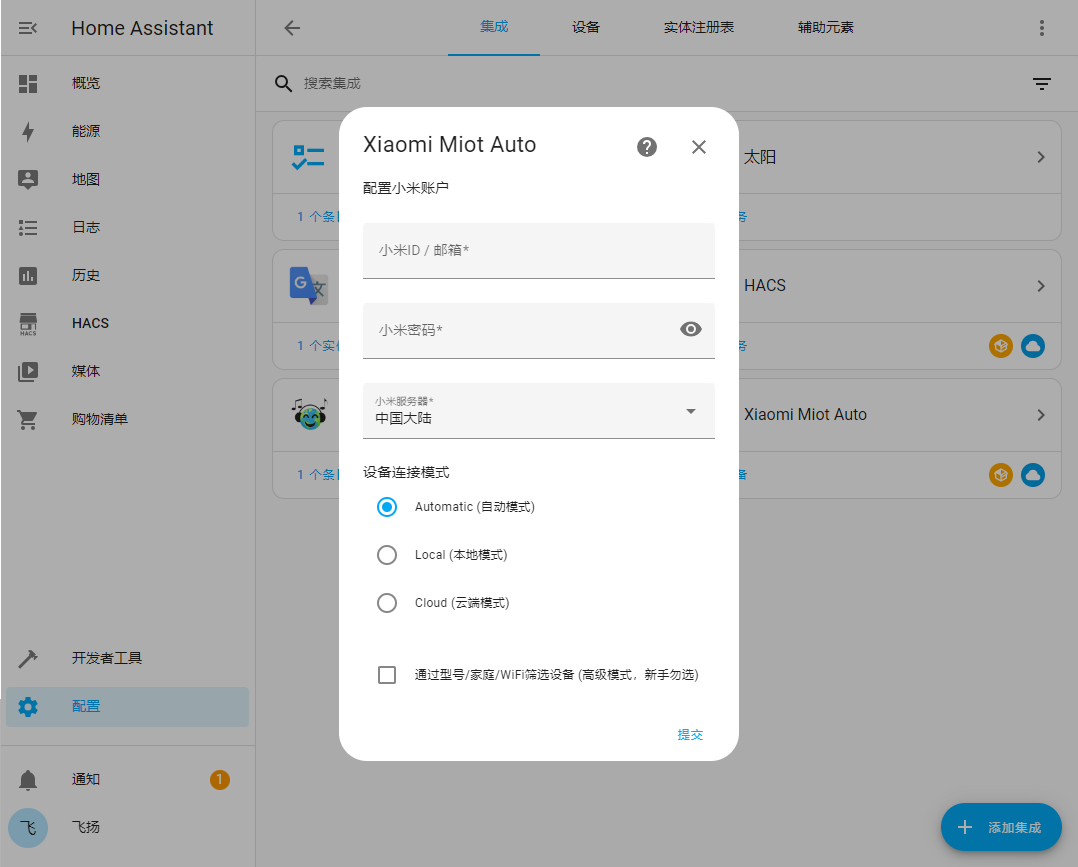 Home Assistant
集成
设备
实体注册表
辅助元素
概览
能源
地图
日志
历史
HACS
HACS
媒体
购物清单
开发者工具
配置
通知
1
飞
飞扬
搜索集成
太阳
1 个条
务
G
文
HACS
1 个实
务
Xiaomi Miot Auto
1 个条
备
Xiaomi Miot Auto
配置小米账户
小米ID / 邮箱*
小米密码*
小米服务器*
中国大陆
设备连接模式
Automatic (自动模式)
Local (本地模式)
Cloud (云端模式)
通过型号/家庭/WiFi筛选设备 (高级模式，新手勿选)
提交
添加集成